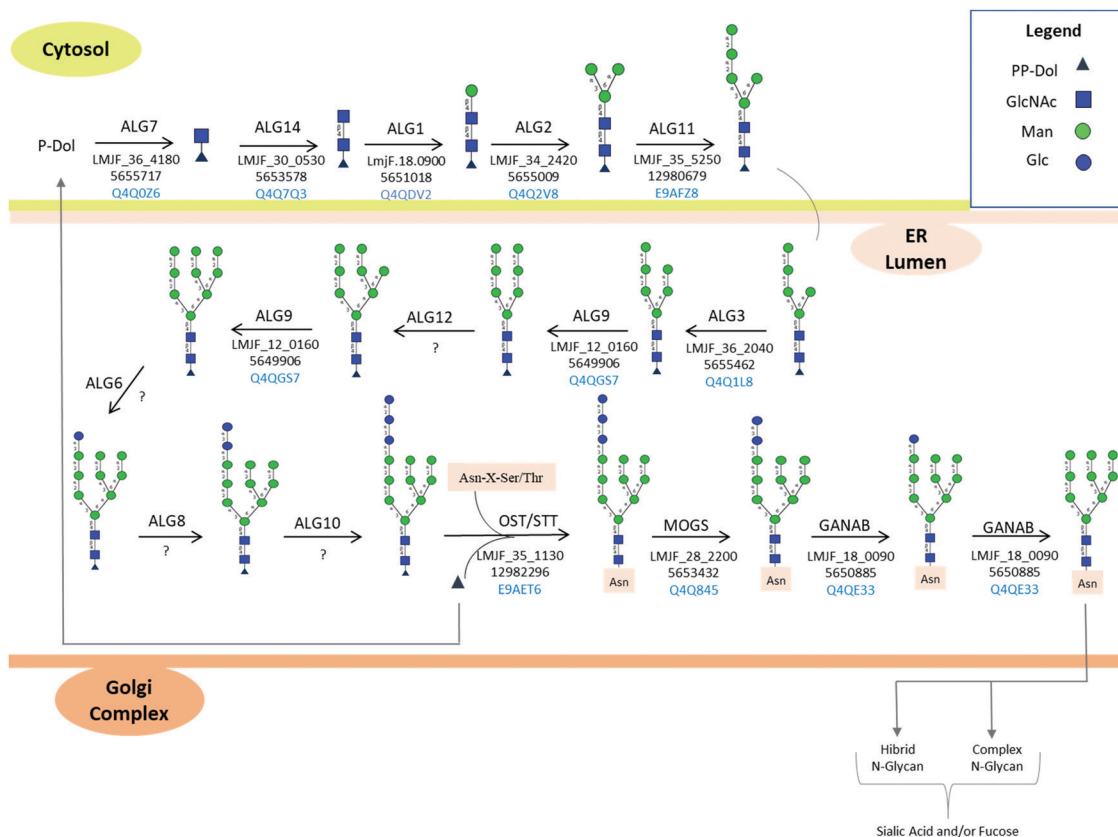 Cytosol
Legend
PP-Dol
GlcNAc
Man
Glc
P-Dol
ALG7
LMJF_36_4180
5655717
Q4Q0Z6
ALG14
LMJF_30_0530
5653578
Q4Q7Q3
ALG1
LmjF.18.0900
5651018
Q4QDV2
ALG2
LMJF_34_2420
5655009
Q4Q2V8
ALG11
LMJF_35_5250
12980679
E9AFZ8
ER
Lumen
ALG9
LMJF_12_0160
5649906
Q4QGS7
ALG12
?
ALG9
LMJF_12_0160
5649906
Q4QGS7
ALG3
LMJF_36_2040
5655462
Q4Q1L8
ALG6
?
ALG8
?
ALG10
?
Asn-X-Ser/Thr
OST/STT
LMJF_35_1130
12982296
E9AET6
Asn
MOGS
LMJF_28_2200
5653432
Q4Q845
Asn
GANAB
LMJF_18_0090
5650885
Q4QE33
Asn
GANAB
LMJF_18_0090
5650885
Q4QE33
Asn
Golgi
Complex
Hibrid
N-Glycan
Complex
N-Glycan
Sialic Acid and/or Fucose